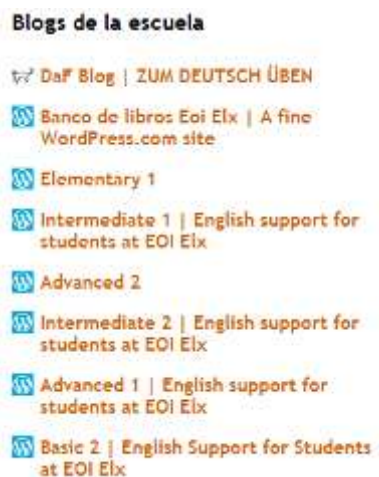 Blogs de la escuela
DaF Blog | ZUM DEUTSCH ÜBEN
Banco de libros Eoi Elx | A fine
WordPress.com site
Elementary 1
Intermediate 1 | English support for
students at EOI Elx
Advanced 2
Intermediate 2 | English support for
students at EOI Elx
Advanced 1 | English support for
students at EOI Elx
Basic 2 | English Support for Students
at EOI Elx